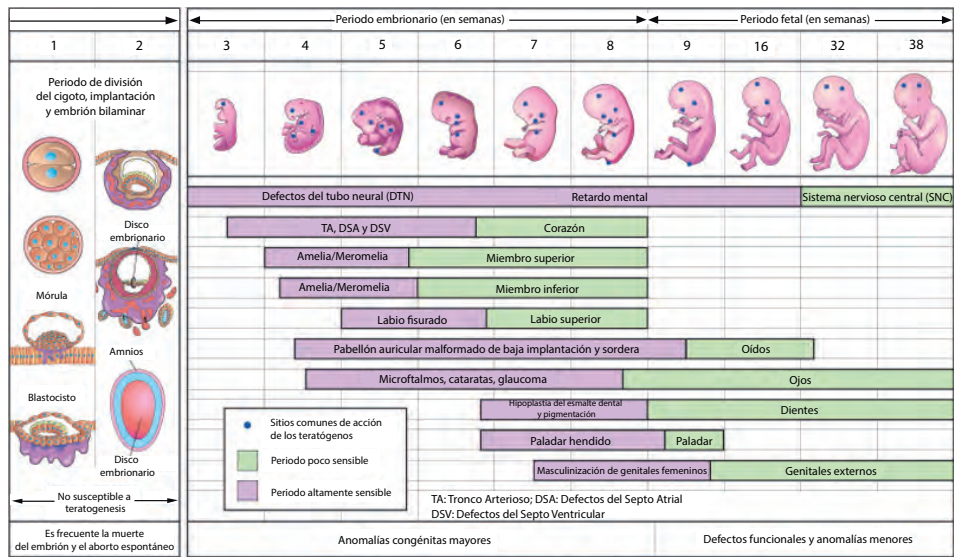 Periodo embrionario (en semanas)
Periodo fetal (en semanas)
1 2 3 4 5 6 7 8 9 16 32 38
Periodo de división
del cigoto, implantación
y embrión bilaminar
Disco
embrionario
Mórula
Amnios
Blastocisto
Disco
embrionario
No susceptible a
teratogenesis
Es frecuente la muerte
del embrión y el aborto espontáneo
Defectos del tubo neural (DTN) Retardo mental Sistema nervioso central (SNC)
TA, DSA y DSV Corazón
Amelia/Meromelia Miembro superior
Amelia/Meromelia Miembro inferior
Labio fisurado Labio superior
Pabellón auricular malformado de baja implantación y sordera Oídos
Microftalmos, cataratas, glaucoma Ojos
Hipoplastia del esmalte dental
y pigmentación
Dientes
Paladar hendido Paladar
Masculinización de genitales femeninos Genitales externos
Sitios comunes de acción
de los teratógenos
Periodo poco sensible
Periodo altamente sensible
TA: Tronco Arterioso; DSA: Defectos del Septo Atrial
DSV: Defectos del Septo Ventricular
Anomalías congénitas mayores
Defectos funcionales y anomalías menores